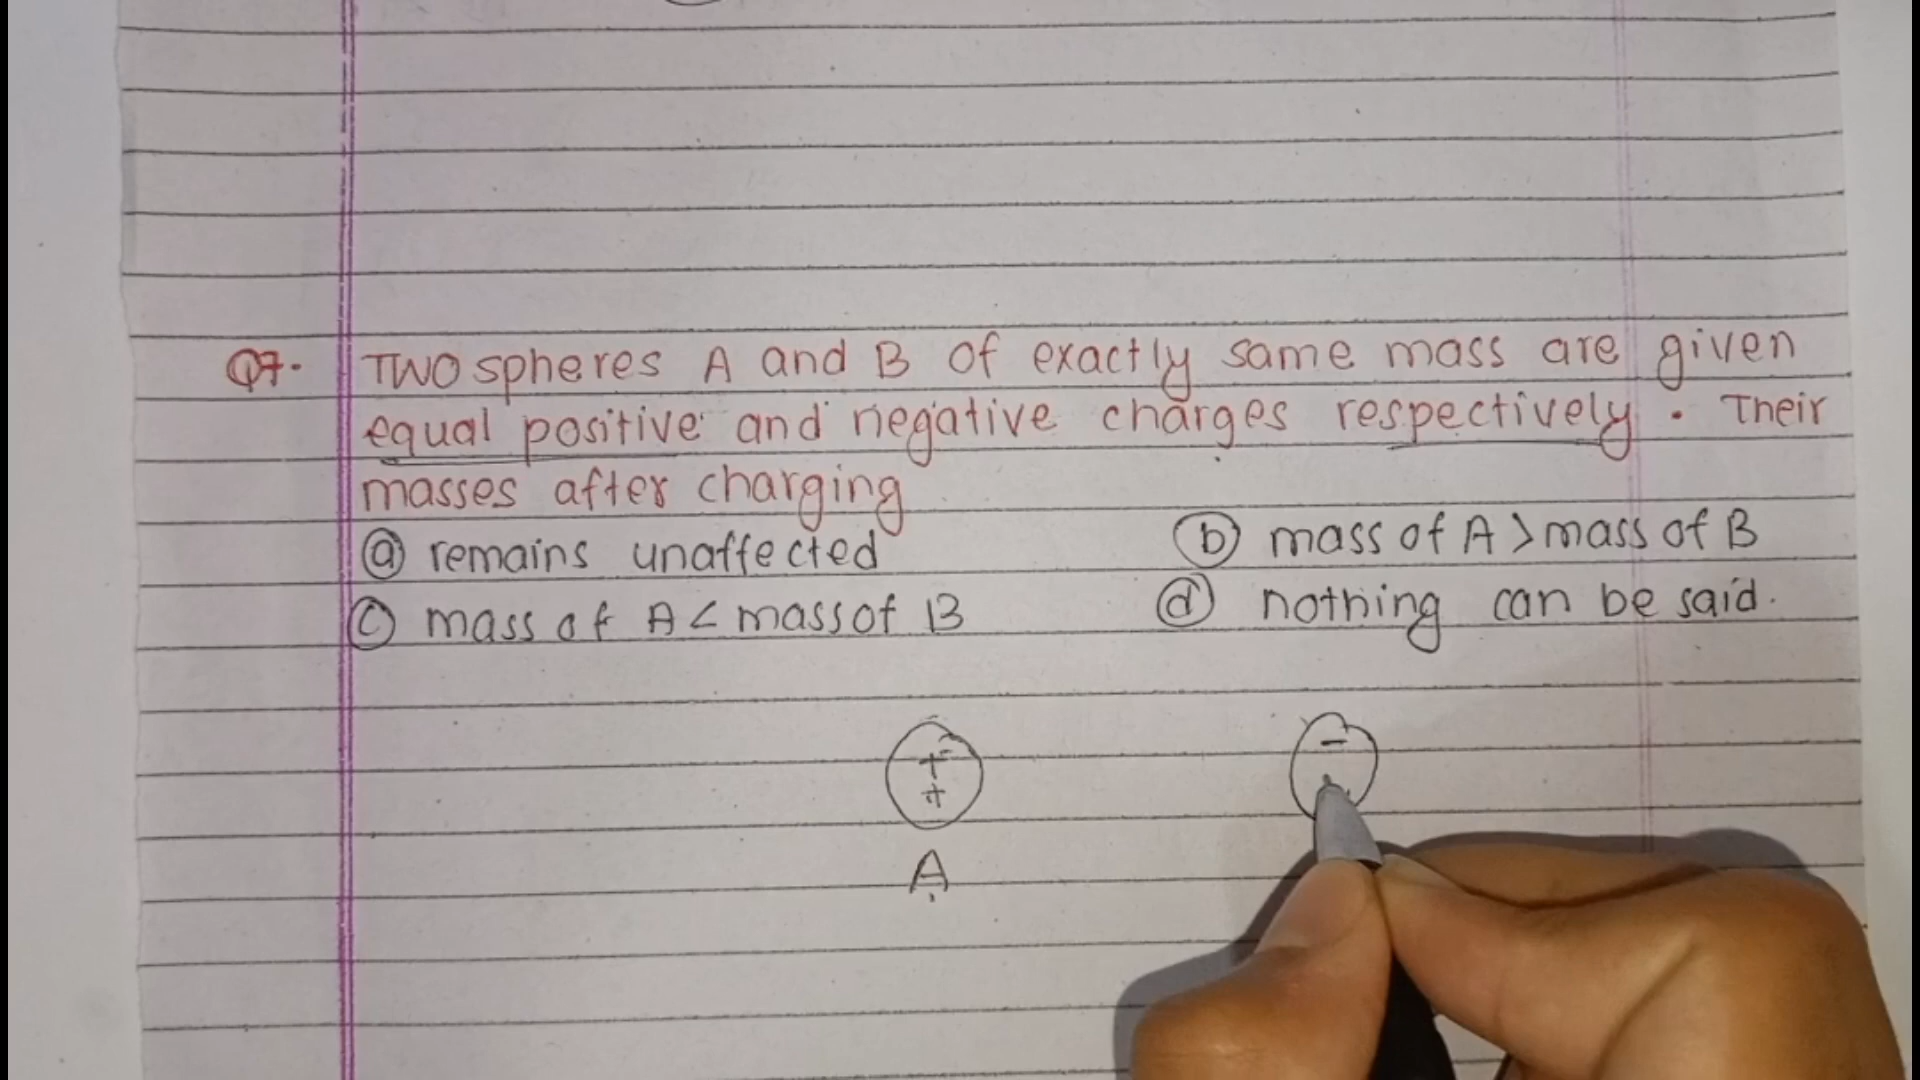 Q7. Two spheres A and B of exactly same mass are given
equal positive and negative charges respectively. Their
masses after charging
(a) remains unaffected (b) mass of A > mass of B
(c) mass of A < mass of B (d) nothing can be said.
+ -
+
A